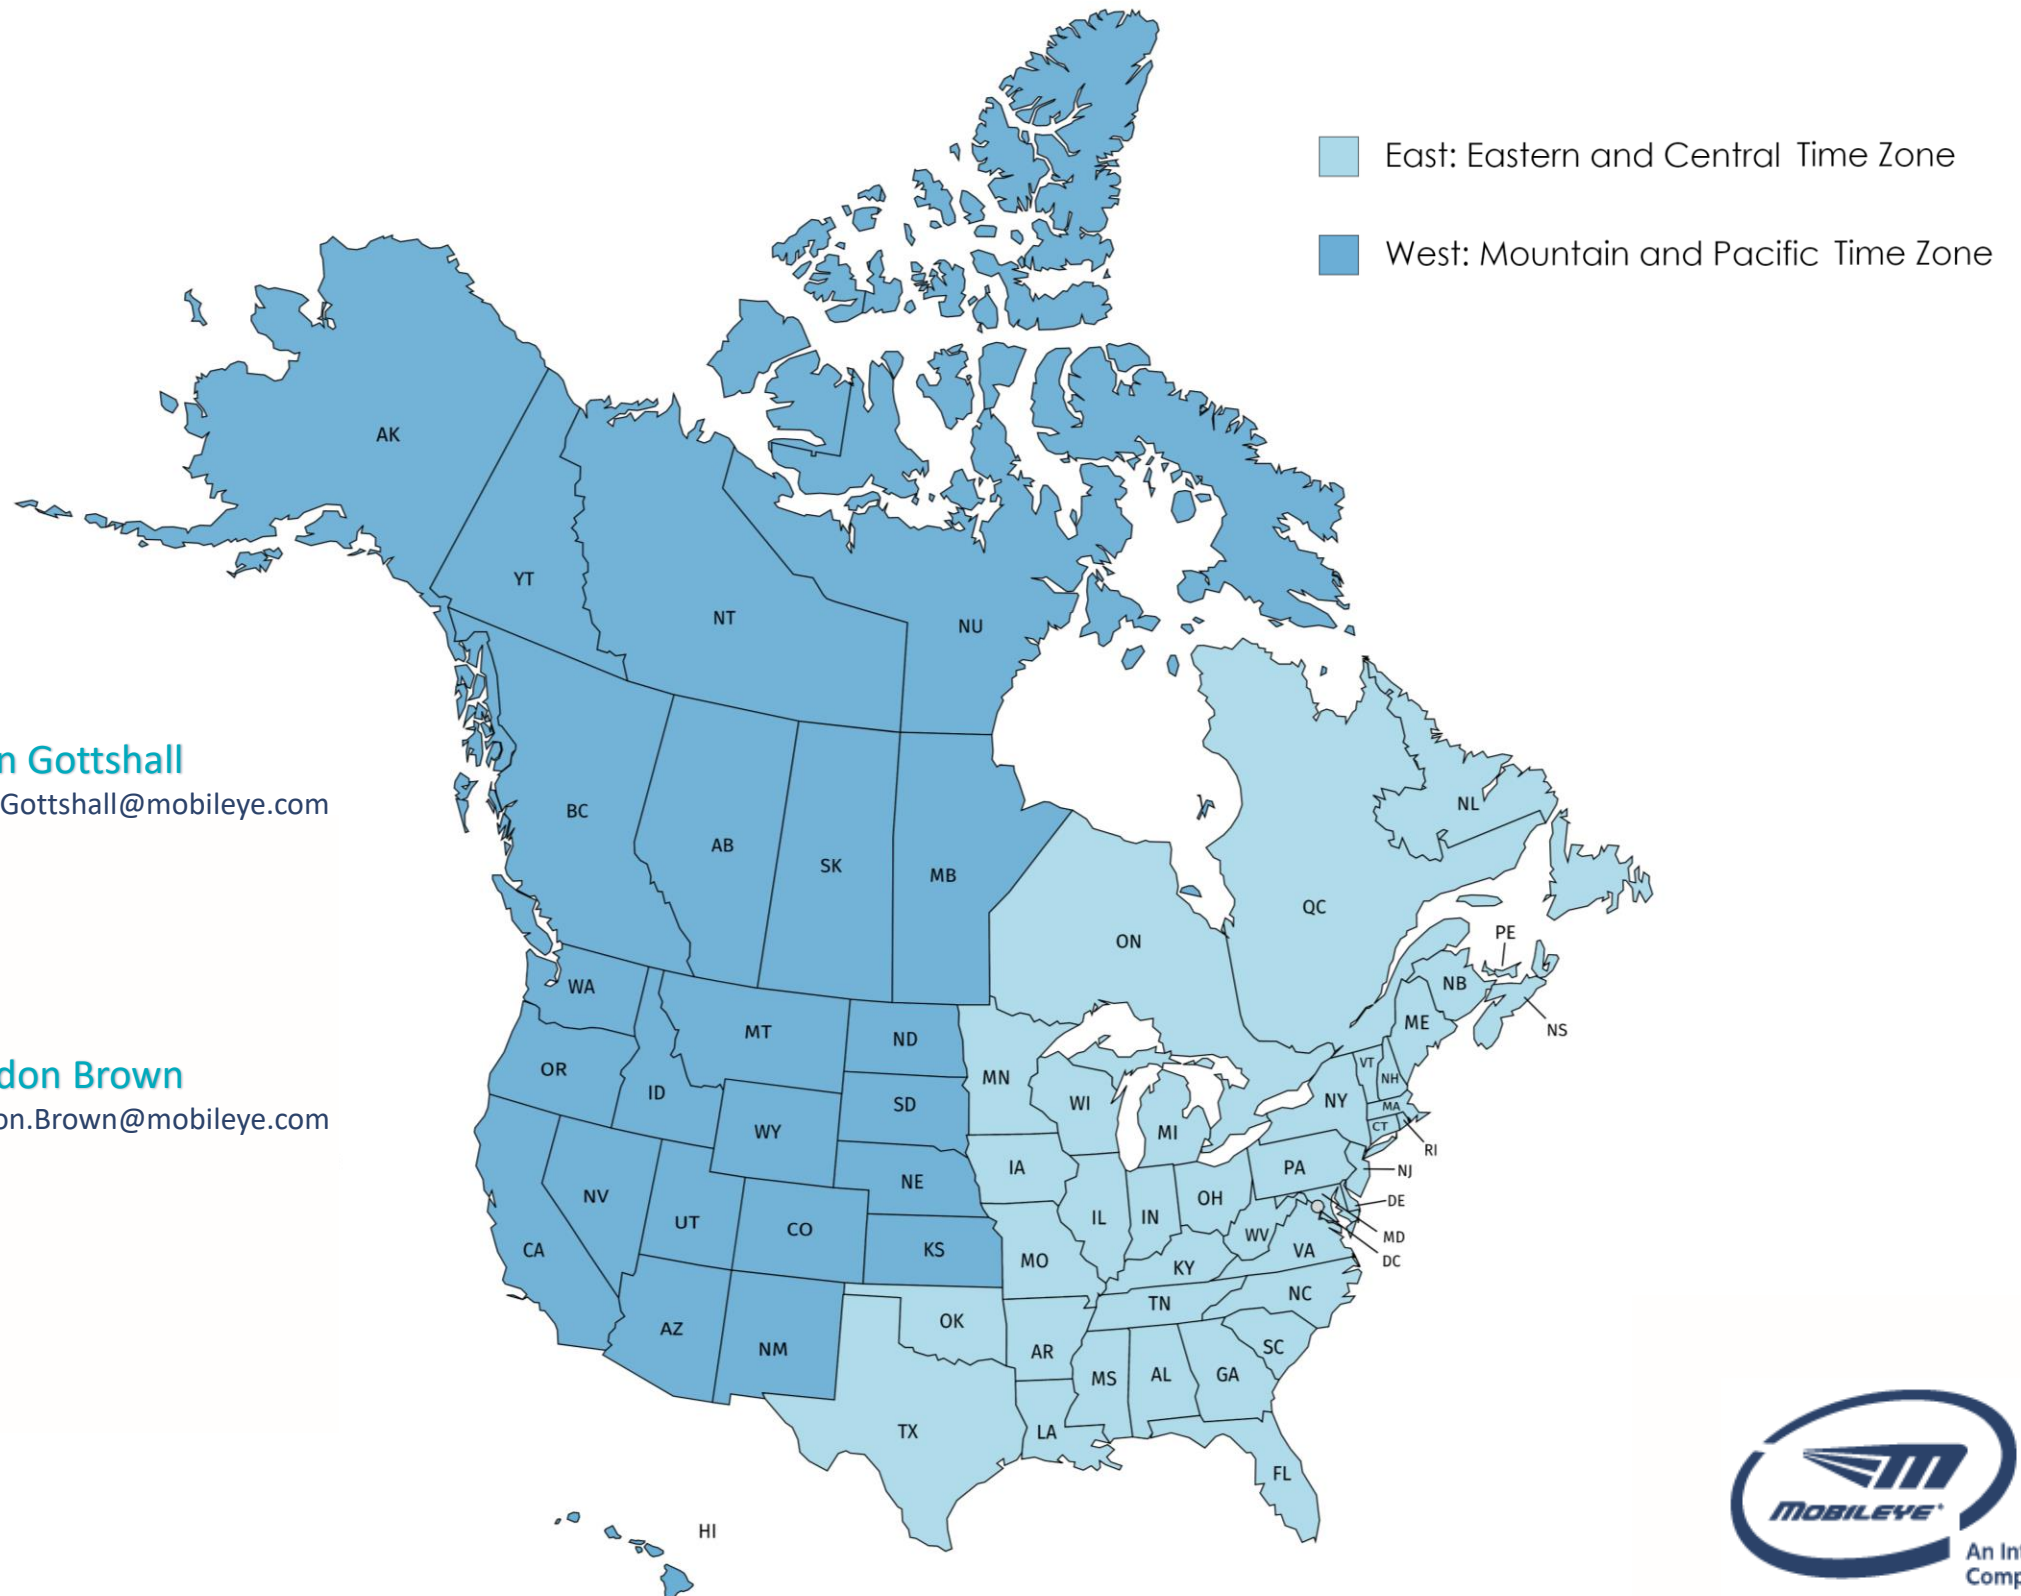 East: Eastern and Central Time Zone
West: Mountain and Pacific Time Zone
AK
YT
NT
NU
n Gottshall
Gottshall@mobileye.com
BC
AB
SK
MB
NL
QC
ON
PE
NB
NS
ME
WA
MT
ND
MN
OR
ID
SD
WI
MI
NY
VT
NH
MA
CT
RI
don Brown
on.Brown@mobileye.com
WY
IA
PA
NJ
NV
NE
IL
IN
OH
DE
WV
MD
DC
VA
UT
CO
CA
KS
MO
KY
TN
NC
AZ
NM
OK
AR
SC
MS
AL
GA
TX
LA
FL
HI
MOBILEYE
An Int
Comp